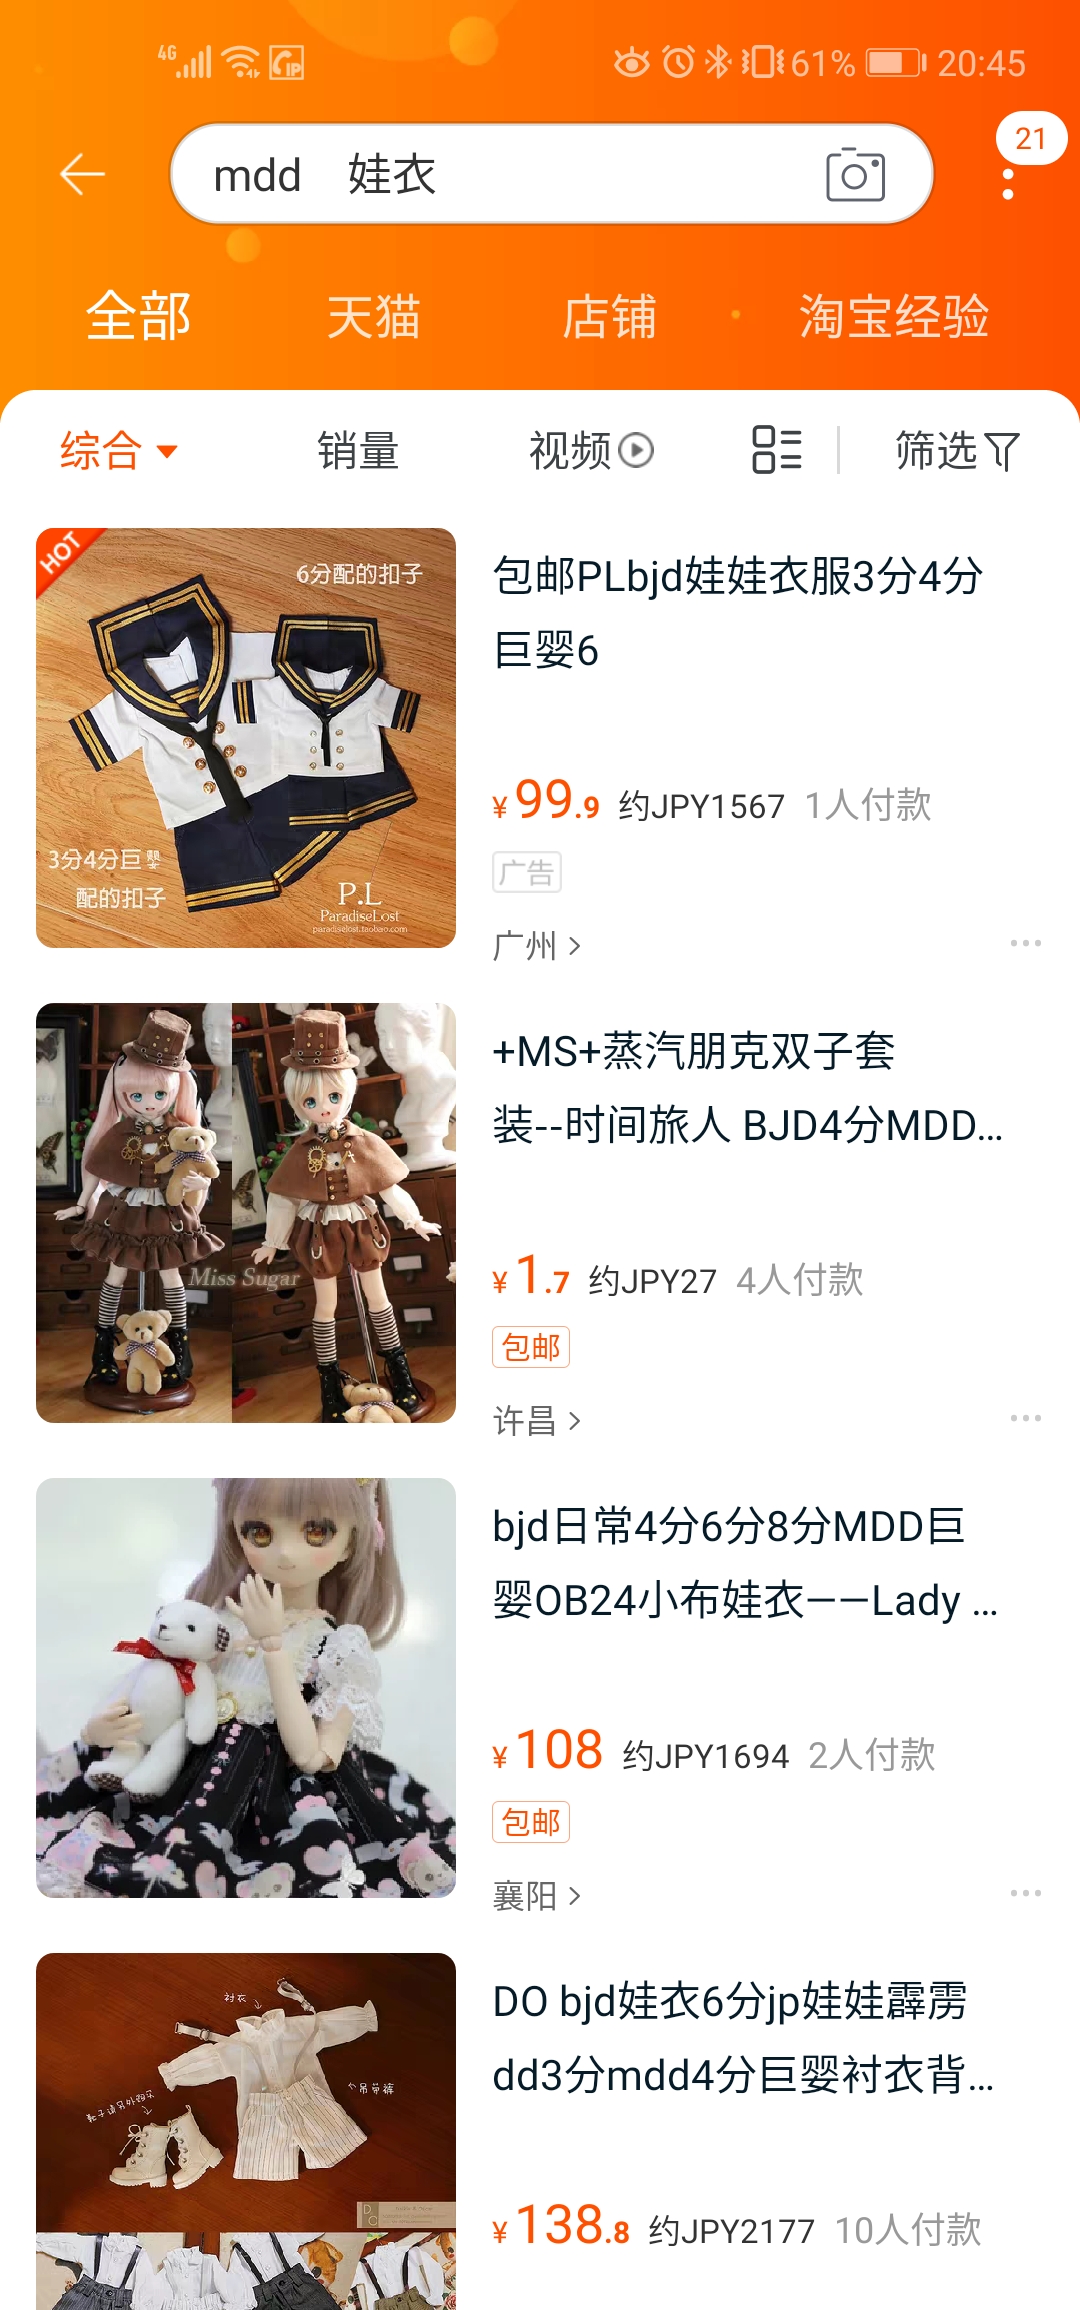 4G
61% 20:45
mdd 娃衣
21
全部 天猫 店铺 淘宝经验
综合 销量 视频 筛选
HOT
6分配的扣子
3分4分巨婴
配的扣子
P.L
ParadiseLost
paradiselost.taobao.com
包邮PLbjd娃娃衣服3分4分
巨婴6
¥99.9 约JPY1567 1人付款
广告
广州
Miss Sugar
+MS+蒸汽朋克双子套
装--时间旅人 BJD4分MDD...
¥1.7 约JPY27 4人付款
包邮
许昌
bjd日常4分6分8分MDD巨
婴OB24小布娃衣——Lady ...
¥108 约JPY1694 2人付款
包邮
襄阳
衬衣
吊带裤
DO bjd娃衣6分jp娃娃霹雳
dd3分mdd4分巨婴衬衣背...
¥138.8 约JPY2177 10人付款